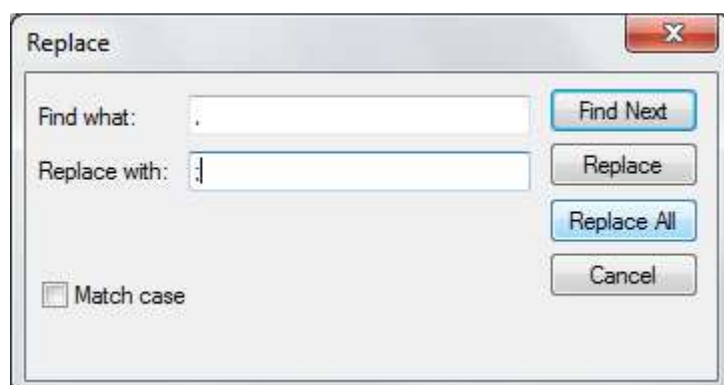 Replace
Find what: ,
Find Next
Replace with: ;
Replace
Replace All
Cancel
Match case